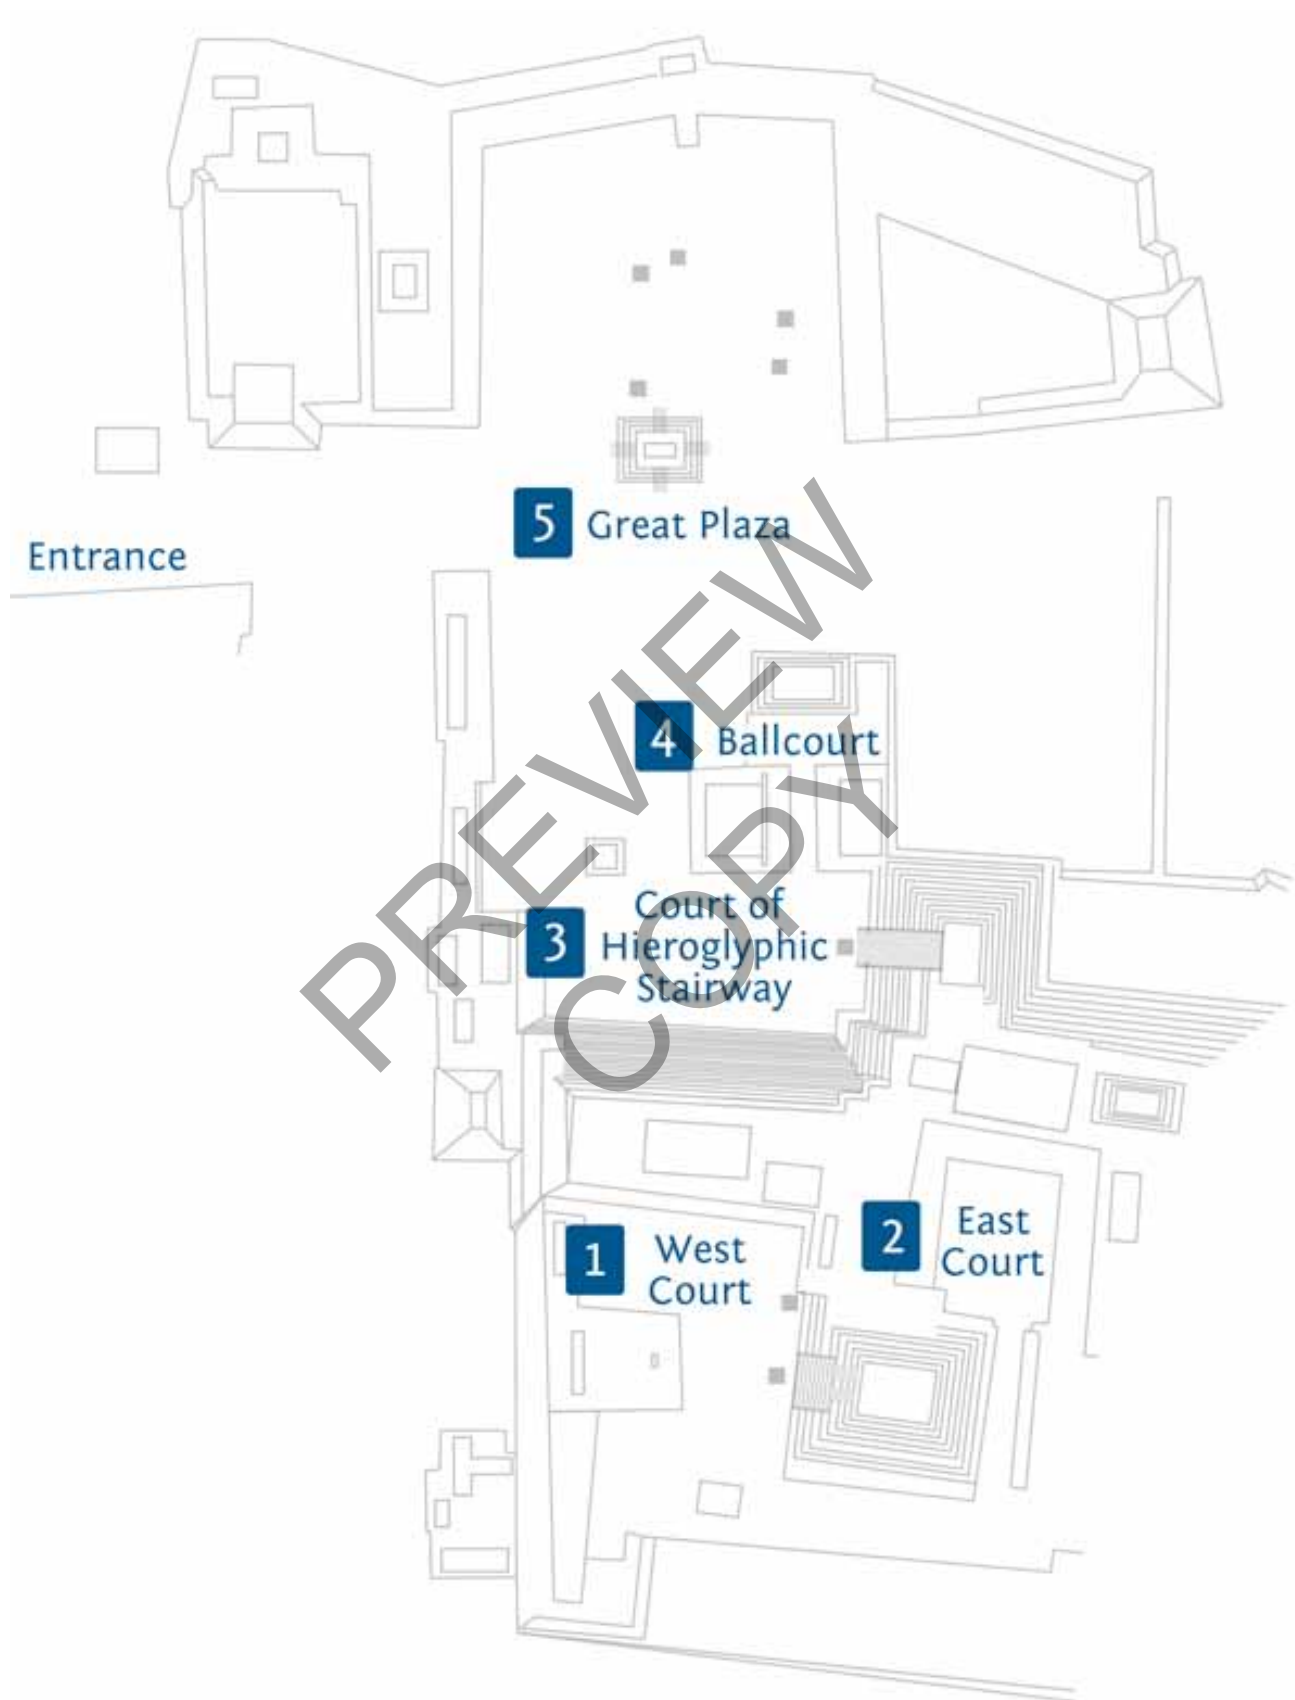 5 Great Plaza
Entrance
4 Ballcourt
3 Court of
Hieroglyphic
Stairway
1 West
Court
2 East
Court
PREVIEW
COPY